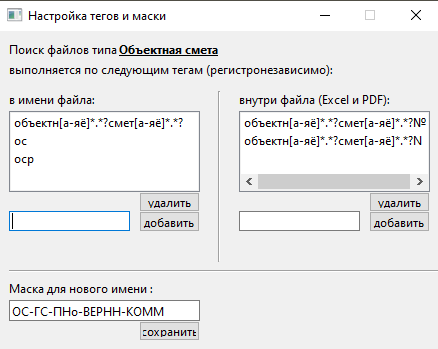 Настройка тегов и маски
Поиск файлов типа Объектная смета
выполняется по следующим тегам (регистронезависимо):
в имени файла:
объектн[а-яё]*.*?смет[а-яё]*.*?
ос
оср
удалить
добавить
внутри файла (Excel и PDF):
объектн[а-яё]*.*?смет[а-яё]*.*?№
объектн[а-яё]*.*?смет[а-яё]*.*?N
удалить
добавить
Маска для нового имени :
ОС-ГС-ПНо-ВЕРНН-КОММ
сохранить